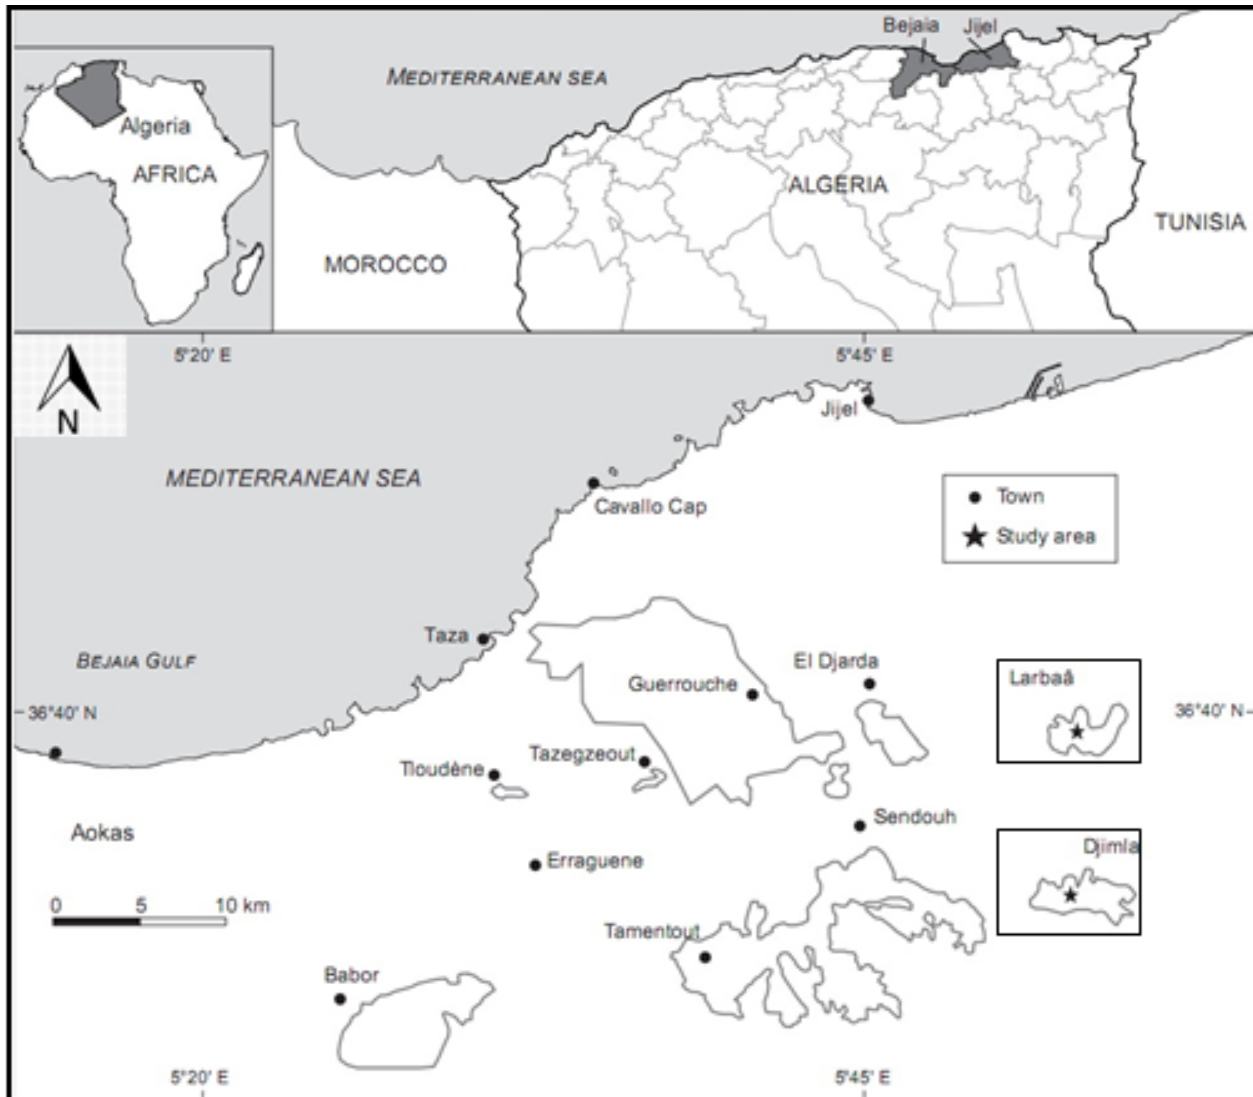 Bejaia Jijel
MEDITERRANEAN SEA
Algeria
AFRICA
ALGERIA
TUNISIA
MOROCCO
5°20' E
5°45' E
N
Jijel
MEDITERRANEAN SEA
Cavallo Cap
Town
Study area
Taza
BEJAIA GULF
El Djarda
Guerrouche
Larbaâ
36°40' N
36°40' N
Tazegzeout
Tloudène
Sendouh
Aokas
Djimla
Erraguene
0 5 10 km
Tamentout
Babor
5°20' E
5°45' E